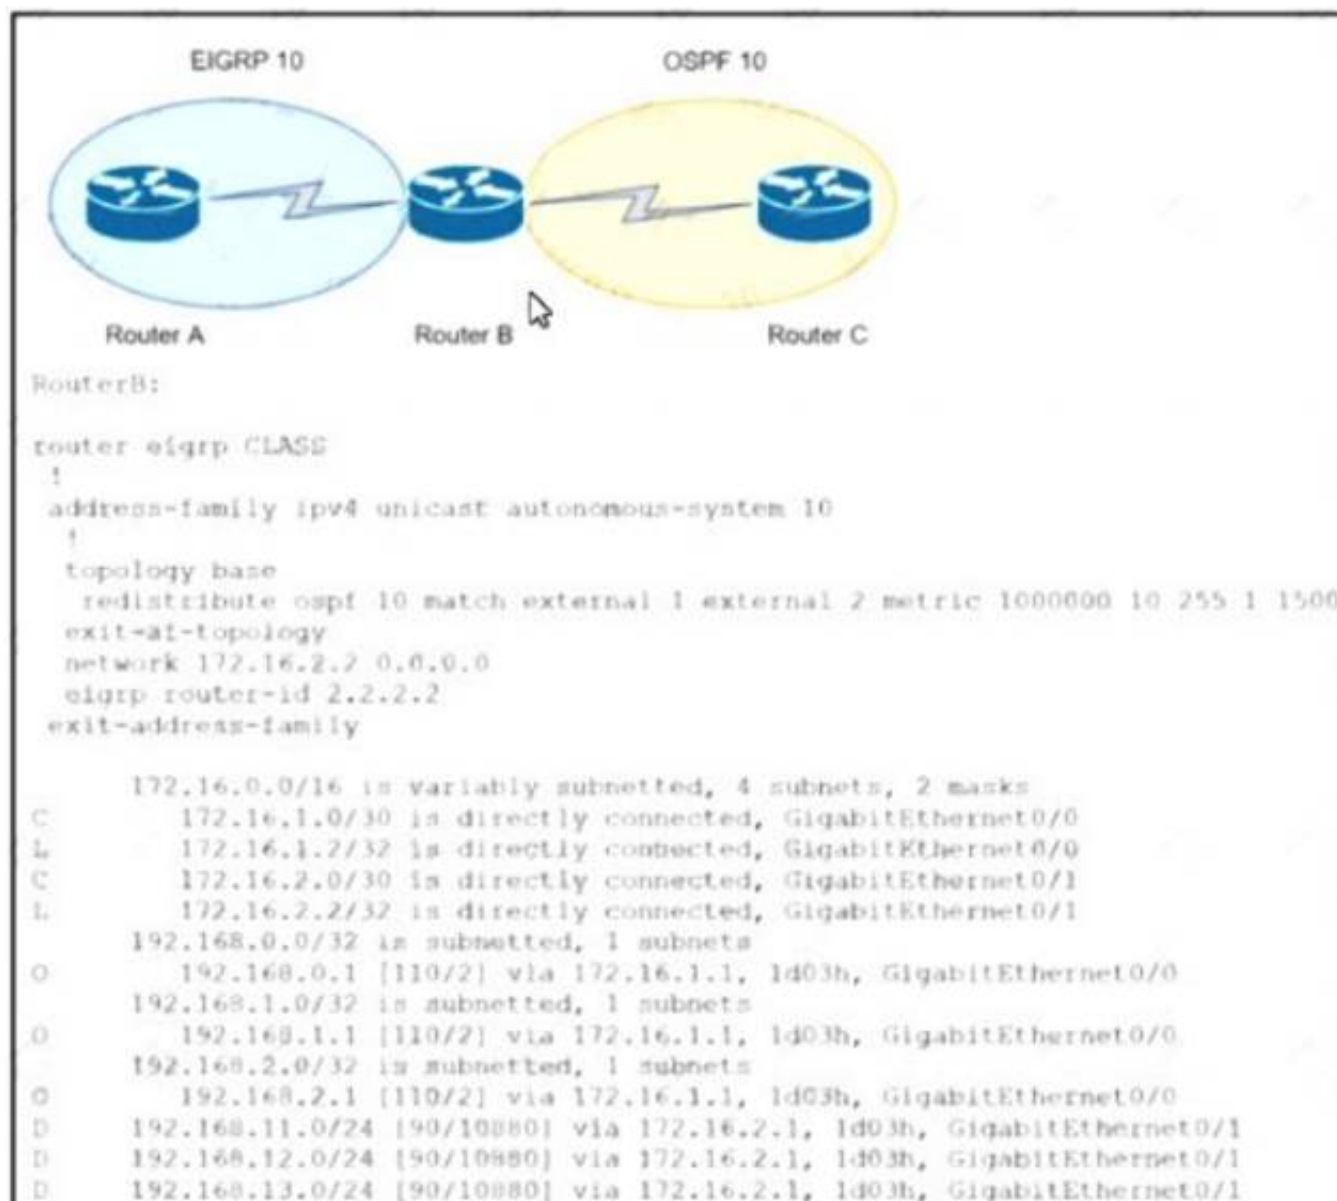 EIGRP 10 OSPF 10
Router A Router B Router C
RouterB:
router eigrp CLASS
!
address-family ipv4 unicast autonomous-system 10
!
topology base
redistribute ospf 10 match external 1 external 2 metric 1000000 10 255 1 1500
exit-af-topology
network 172.16.2.2 0.0.0.0
eigrp router-id 2.2.2.2
exit-address-family
172.16.0.0/16 is variably subnetted, 4 subnets, 2 masks
C 172.16.1.0/30 is directly connected, GigabitEthernet0/0
L 172.16.1.2/32 is directly connected, GigabitEthernet0/0
C 172.16.2.0/30 is directly connected, GigabitEthernet0/1
L 172.16.2.2/32 is directly connected, GigabitEthernet0/1
192.168.0.0/32 is subnetted, 1 subnets
O 192.168.0.1 [110/2] via 172.16.1.1, 1d03h, GigabitEthernet0/0
192.168.1.0/32 is subnetted, 1 subnets
O 192.168.1.1 [110/2] via 172.16.1.1, 1d03h, GigabitEthernet0/0
192.168.2.0/32 is subnetted, 1 subnets
O 192.168.2.1 [110/2] via 172.16.1.1, 1d03h, GigabitEthernet0/0
D 192.168.11.0/24 [90/10880] via 172.16.2.1, 1d03h, GigabitEthernet0/1
D 192.168.12.0/24 [90/10880] via 172.16.2.1, 1d03h, GigabitEthernet0/1
D 192.168.13.0/24 [90/10880] via 172.16.2.1, 1d03h, GigabitEthernet0/1